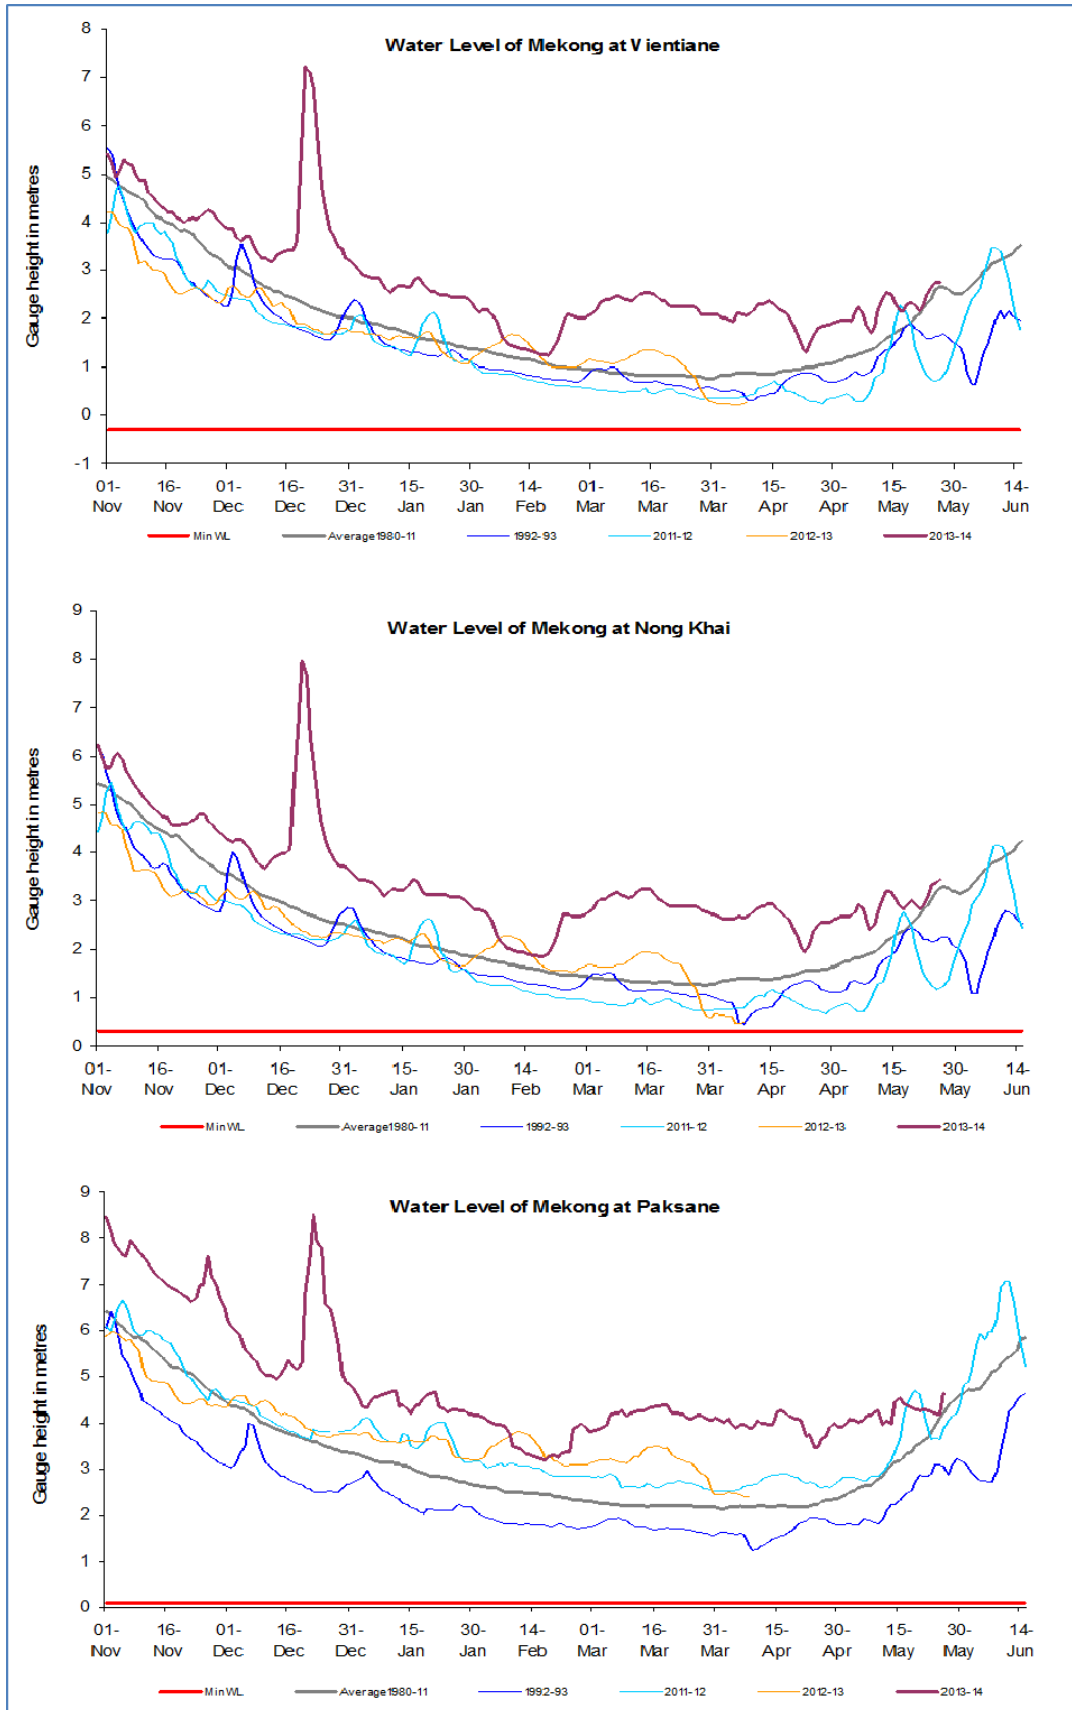 Water Level of Mekong at Vientiane
Gauge height in metres
8
7
6
5
4
3
2
1
0
-1
01- 16- 01- 16- 31- 15- 30- 14- 01- 16- 31- 15- 30- 15- 30- 14-
Nov Nov Dec Dec Dec Jan Jan Feb Mar Mar Mar Apr Apr May May Jun
Min WL Average1980-11 1992-93 2011-12 2012-13 2013-14
Water Level of Mekong at Nong Khai
Gauge height in metres
9
8
7
6
5
4
3
2
1
0
01- 16- 01- 16- 31- 15- 30- 14- 01- 16- 31- 15- 30- 15- 30- 14-
Nov Nov Dec Dec Dec Jan Jan Feb Mar Mar Mar Apr Apr May May Jun
Min WL Average1980-11 1992-93 2011-12 2012-13 2013-14
Water Level of Mekong at Paksane
Gauge height in metres
9
8
7
6
5
4
3
2
1
0
01- 16- 01- 16- 31- 15- 30- 14- 01- 16- 31- 15- 30- 15- 30- 14-
Nov Nov Dec Dec Dec Jan Jan Feb Mar Mar Mar Apr Apr May May Jun
Min WL Average1980-11 1992-93 2011-12 2012-13 2013-14